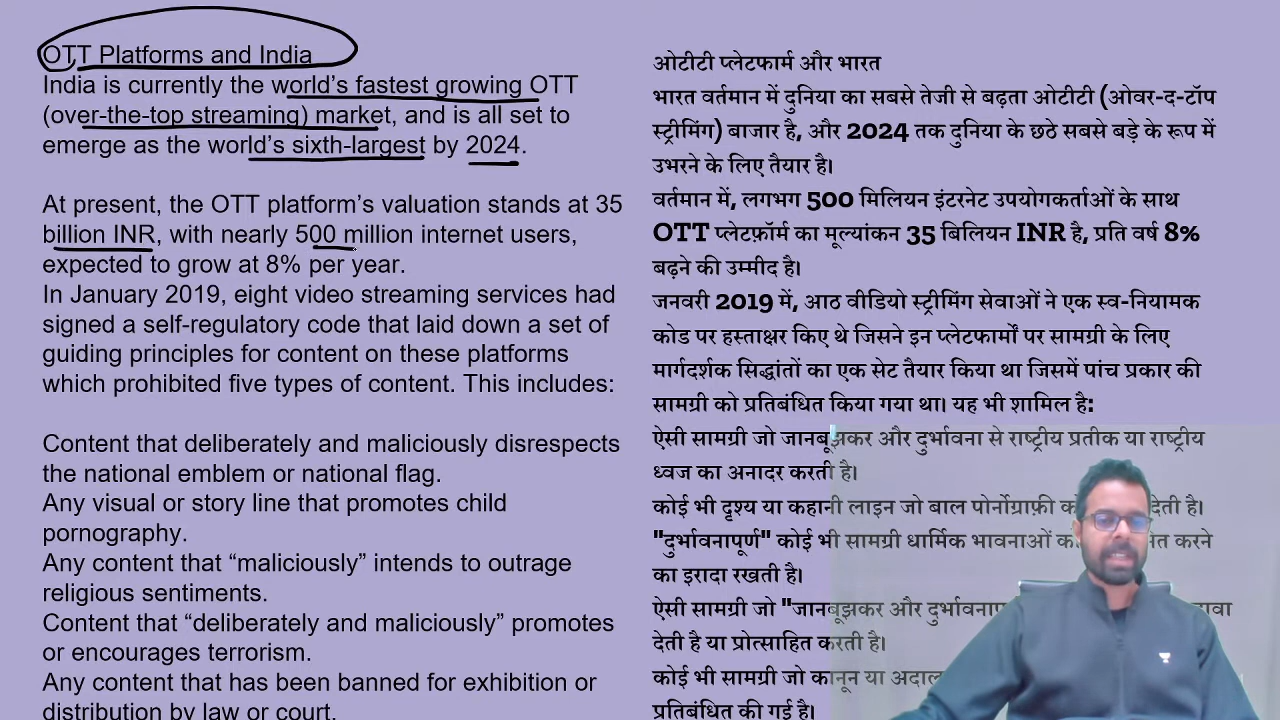 OTT Platforms and India
India is currently the world's fastest growing OTT
(over-the-top streaming) market, and is all set to
emerge as the world's sixth-largest by 2024.
At present, the OTT platform's valuation stands at 35
billion INR, with nearly 500 million internet users,
expected to grow at 8% per year.
In January 2019, eight video streaming services had
signed a self-regulatory code that laid down a set of
guiding principles for content on these platforms
which prohibited five types of content. This includes:
Content that deliberately and maliciously disrespects
the national emblem or national flag.
Any visual or story line that promotes child
pornography.
Any content that “maliciously” intends to outrage
religious sentiments.
Content that “deliberately and maliciously” promotes
or encourages terrorism.
Any content that has been banned for exhibition or
distribution by law or court.
ओटीटी प्लेटफार्म और भारत
भारत वर्तमान में दुनिया का सबसे तेजी से बढ़ता ओटीटी (ओवर-द-टॉप
स्ट्रीमिंग) बाजार है, और 2024 तक दुनिया के छठे सबसे बड़े के रूप में
उभरने के लिए तैयार है।
वर्तमान में, लगभग 500 मिलियन इंटरनेट उपयोगकर्ताओं के साथ
OTT प्लेटफ़ॉर्म का मूल्यांकन 35 बिलियन INR है, प्रति वर्ष 8%
बढ़ने की उम्मीद है।
जनवरी 2019 में, आठ वीडियो स्ट्रीमिंग सेवाओं ने एक स्व-नियामक
कोड पर हस्ताक्षर किए थे जिसने इन प्लेटफार्मों पर सामग्री के लिए
मार्गदर्शक सिद्धांतों का एक सेट तैयार किया था जिसमें पांच प्रकार की
सामग्री को प्रतिबंधित किया गया था। यह भी शामिल है:
ऐसी सामग्री जो जानबूझकर और दुर्भावना से राष्ट्रीय प्रतीक या राष्ट्रीय
ध्वज का अनादर करती है।
कोई भी दृश्य या कहानी लाइन जो बाल पोर्नोग्राफ़ी देती है।
"दुर्भावनापूर्ण" कोई भी सामग्री धार्मिक भावनाओं करने
का इरादा रखती है।
ऐसी सामग्री जो "जानबूझकर और
देती है या प्रोत्साहित करती है।
कोई भी सामग्री जो कानून या
प्रतिबंधित की गई है।